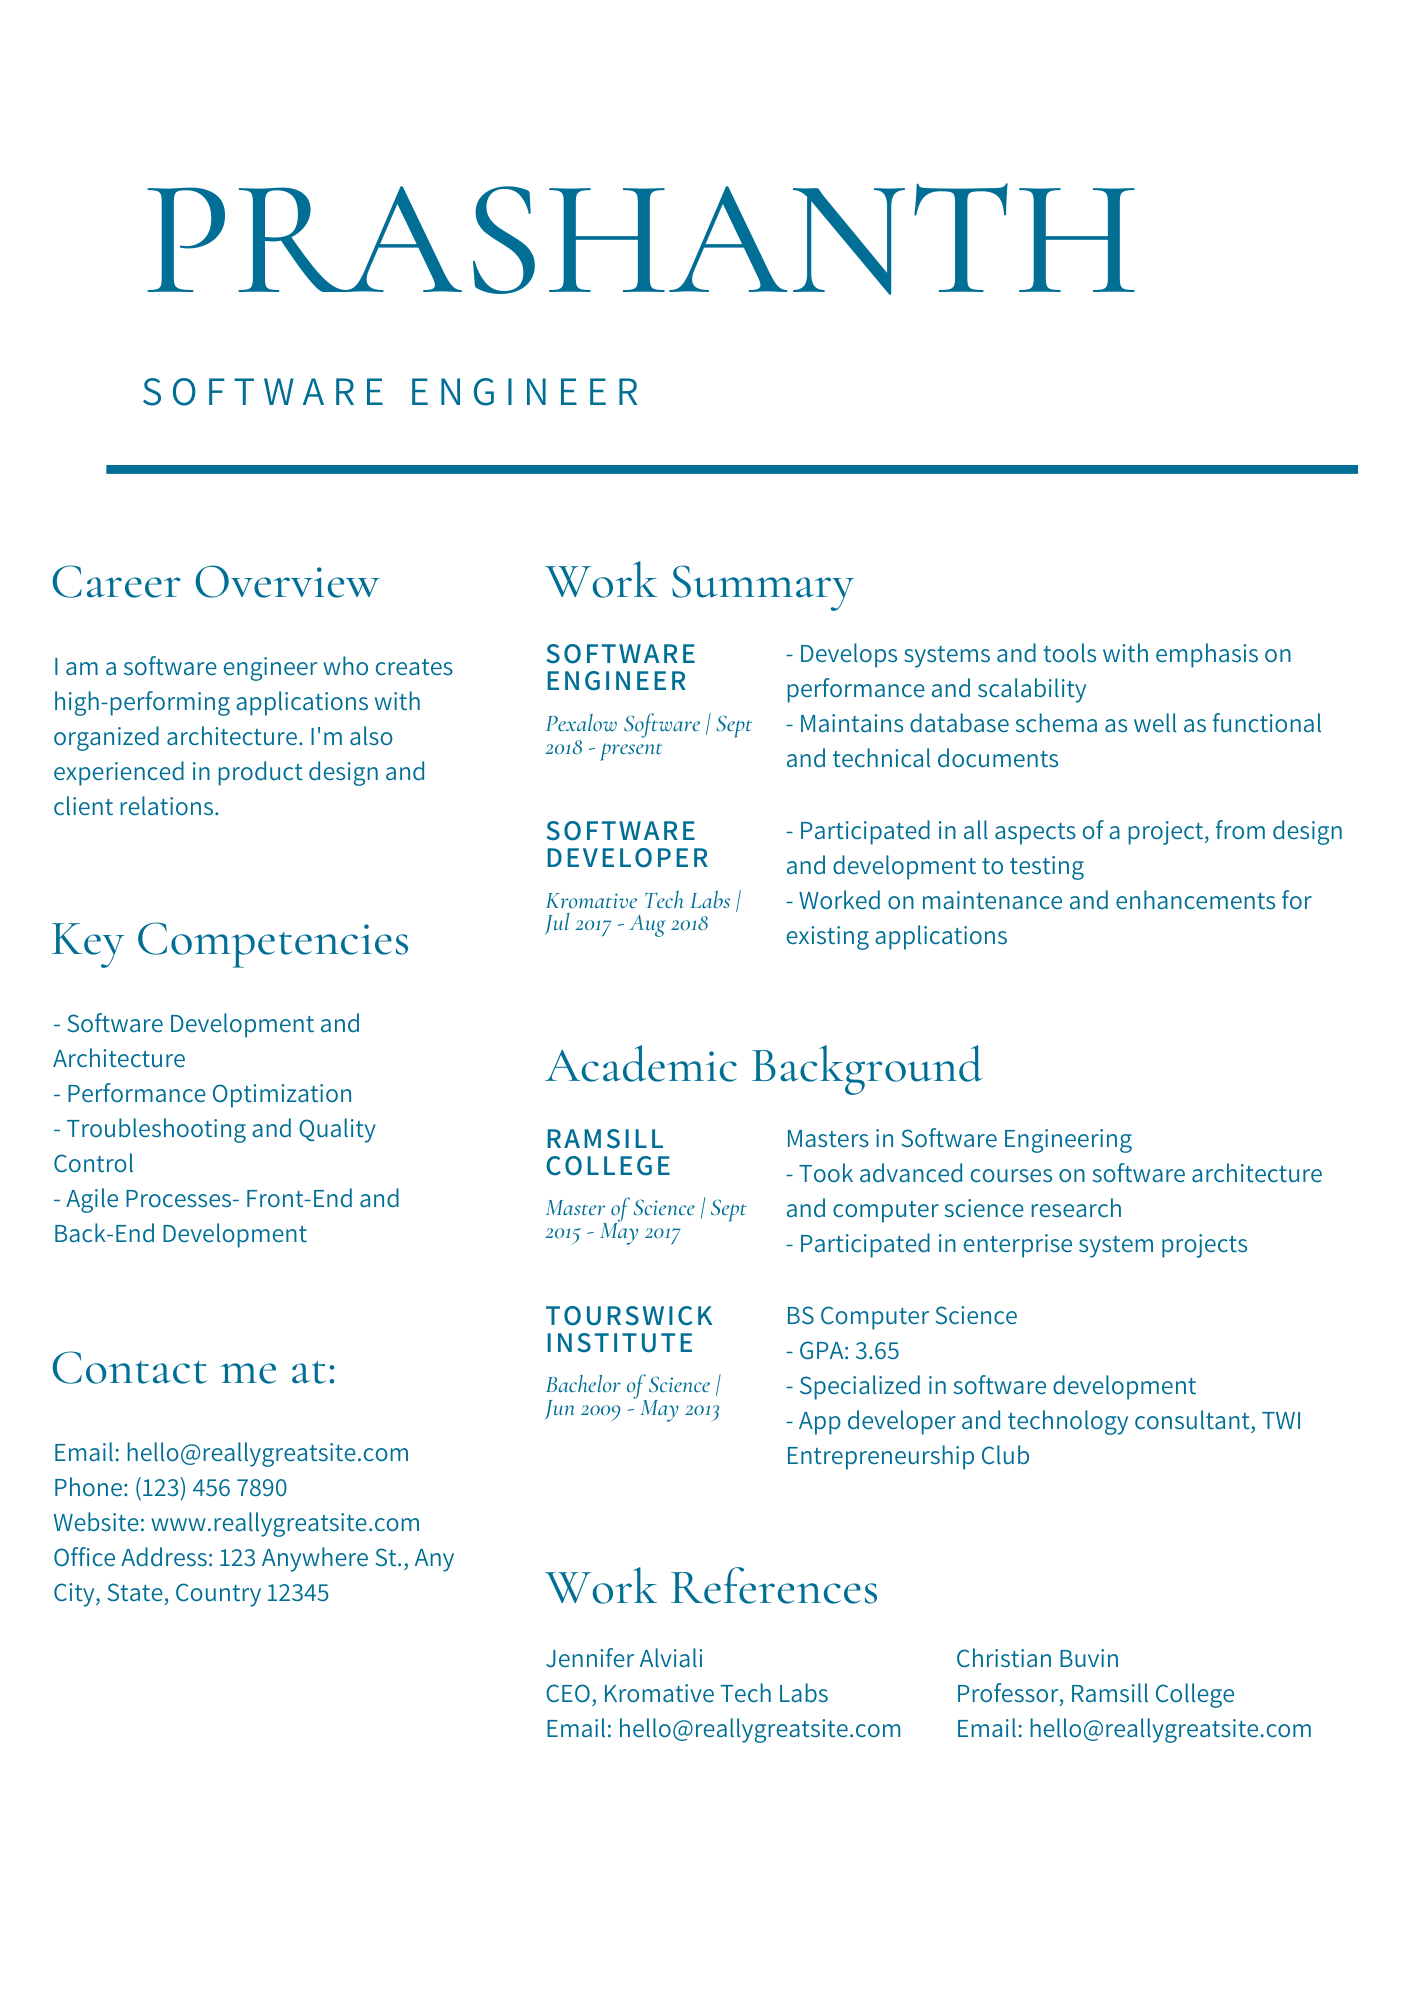 PRASHANTH
SOFTWARE ENGINEER
Career Overview
I am a software engineer who creates
high-performing applications with
organized architecture. I'm also
experienced in product design and
client relations.
Key Competencies
- Software Development and
Architecture
- Performance Optimization
- Troubleshooting and Quality
Control
- Agile Processes- Front-End and
Back-End Development
Contact me at:
Email: hello@reallygreatsite.com
Phone: (123) 456 7890
Website: www.reallygreatsite.com
Office Address: 123 Anywhere St., Any
City, State, Country 12345
Work Summary
SOFTWARE
ENGINEER
Pexalow Software | Sept
2018 - present
- Develops systems and tools with emphasis on
performance and scalability
- Maintains database schema as well as functional
and technical documents
SOFTWARE
DEVELOPER
Kromative Tech Labs |
Jul 2017 - Aug 2018
- Participated in all aspects of a project, from design
and development to testing
- Worked on maintenance and enhancements for
existing applications
Academic Background
RAMSILL
COLLEGE
Master of Science | Sept
2015 - May 2017
Masters in Software Engineering
- Took advanced courses on software architecture
and computer science research
- Participated in enterprise system projects
TOURSWICK
INSTITUTE
Bachelor of Science |
Jun 2009 - May 2013
BS Computer Science
- GPA: 3.65
- Specialized in software development
- App developer and technology consultant, TWI
Entrepreneurship Club
Work References
Jennifer Alviali
CEO, Kromative Tech Labs
Email: hello@reallygreatsite.com
Christian Buvin
Professor, Ramsill College
Email: hello@reallygreatsite.com